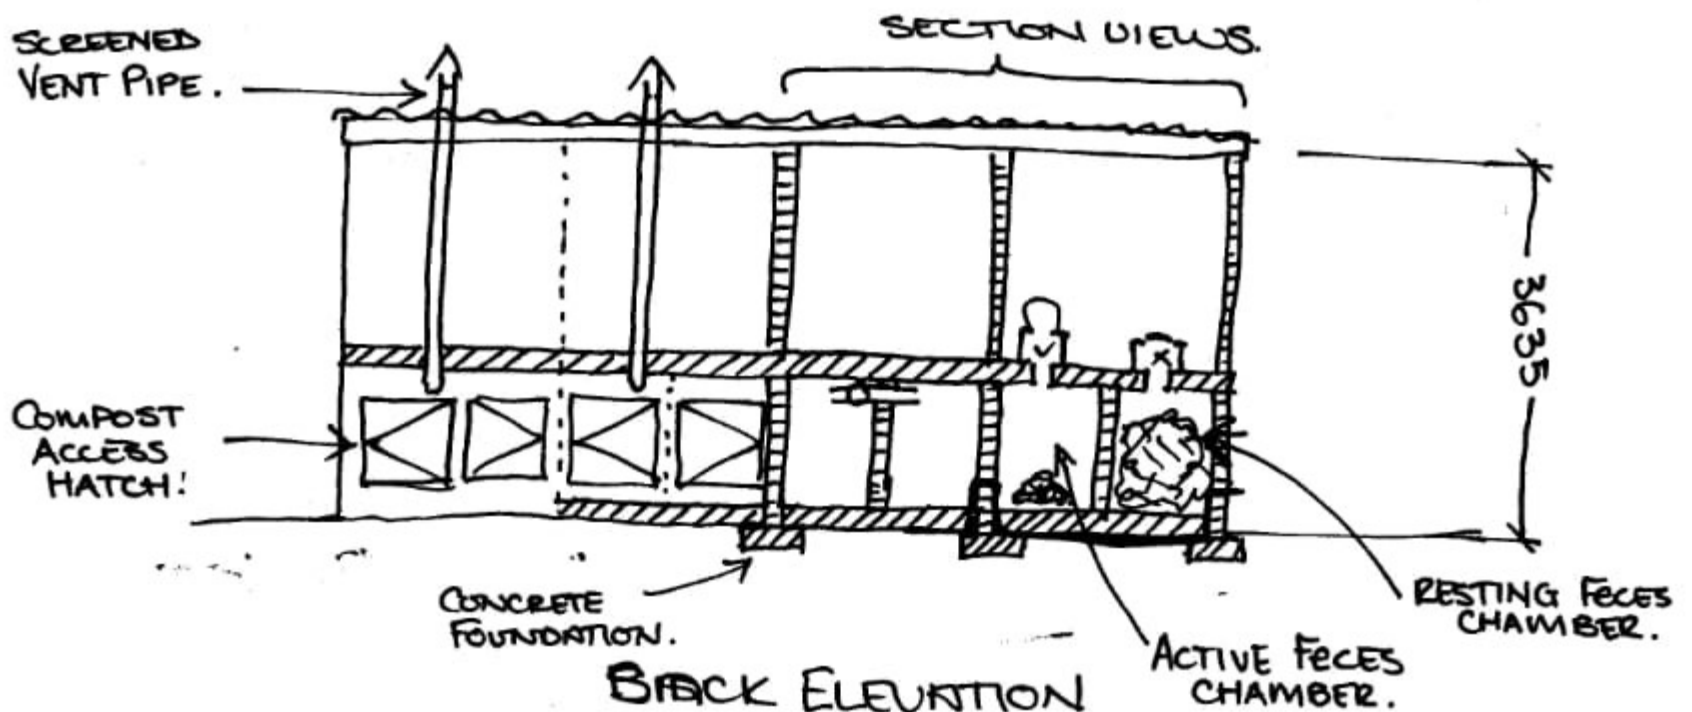 SCREENED
VENT PIPE.
SECTION VIEWS.
3635
COMPOST
ACCESS
HATCH!
CONCRETE
FOUNDATION.
RESTING FECES
CHAMBER.
ACTIVE FECES
CHAMBER.
BACK ELEVATION